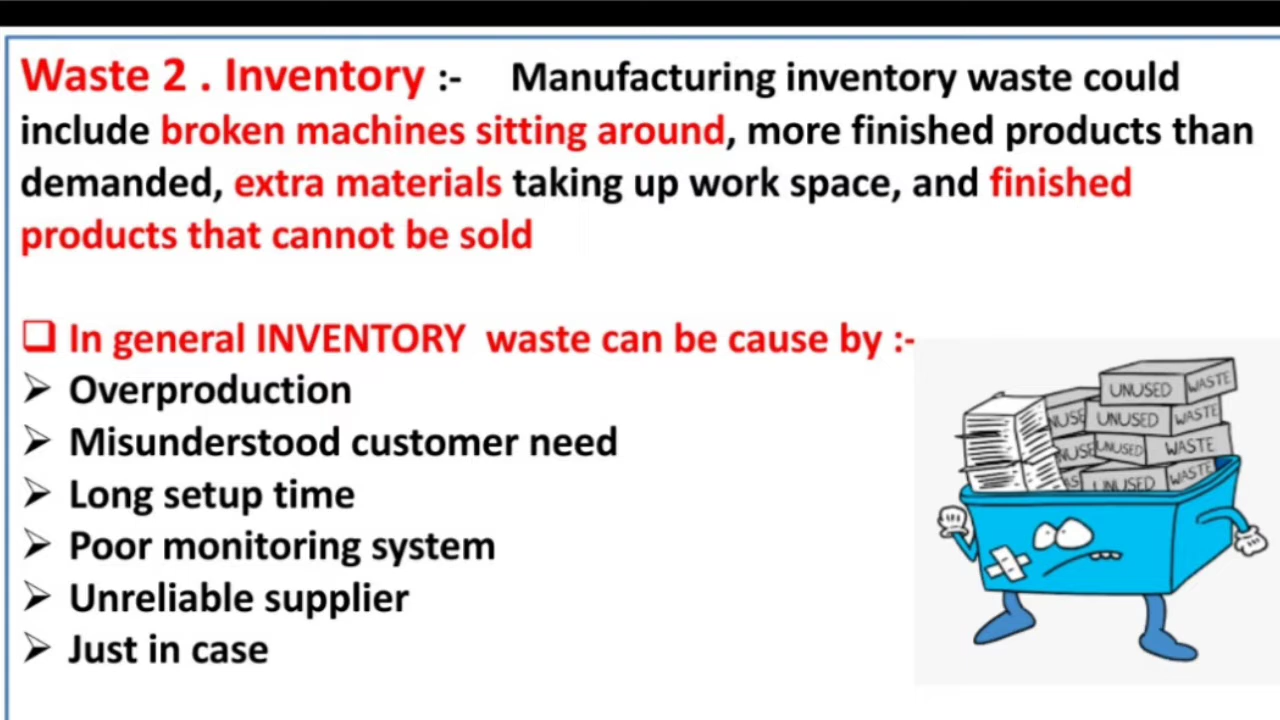 Waste 2 . Inventory :- Manufacturing inventory waste could
include broken machines sitting around, more finished products than
demanded, extra materials taking up work space, and finished
products that cannot be sold
In general INVENTORY waste can be cause by :-
Overproduction
Misunderstood customer need
Long setup time
Poor monitoring system
Unreliable supplier
Just in case
UNUSED WASTE
NUSE UNUSED WASTE
NUSE UNUSED WASTE
AS UNUSED WASTE